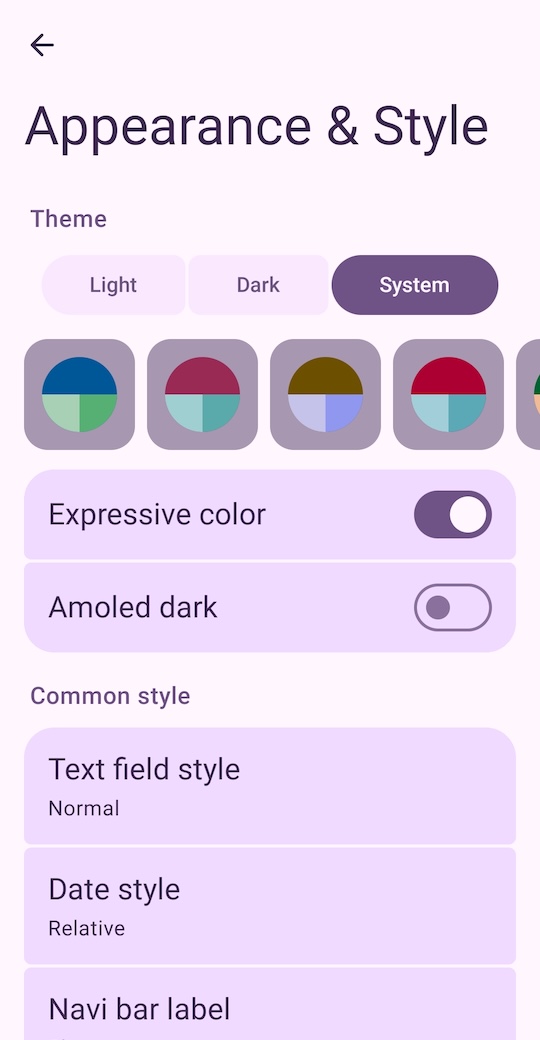 Appearance & Style
Theme
Light
Dark
System
Expressive color
Amoled dark
Common style
Text field style
Normal
Date style
Relative
Navi bar label